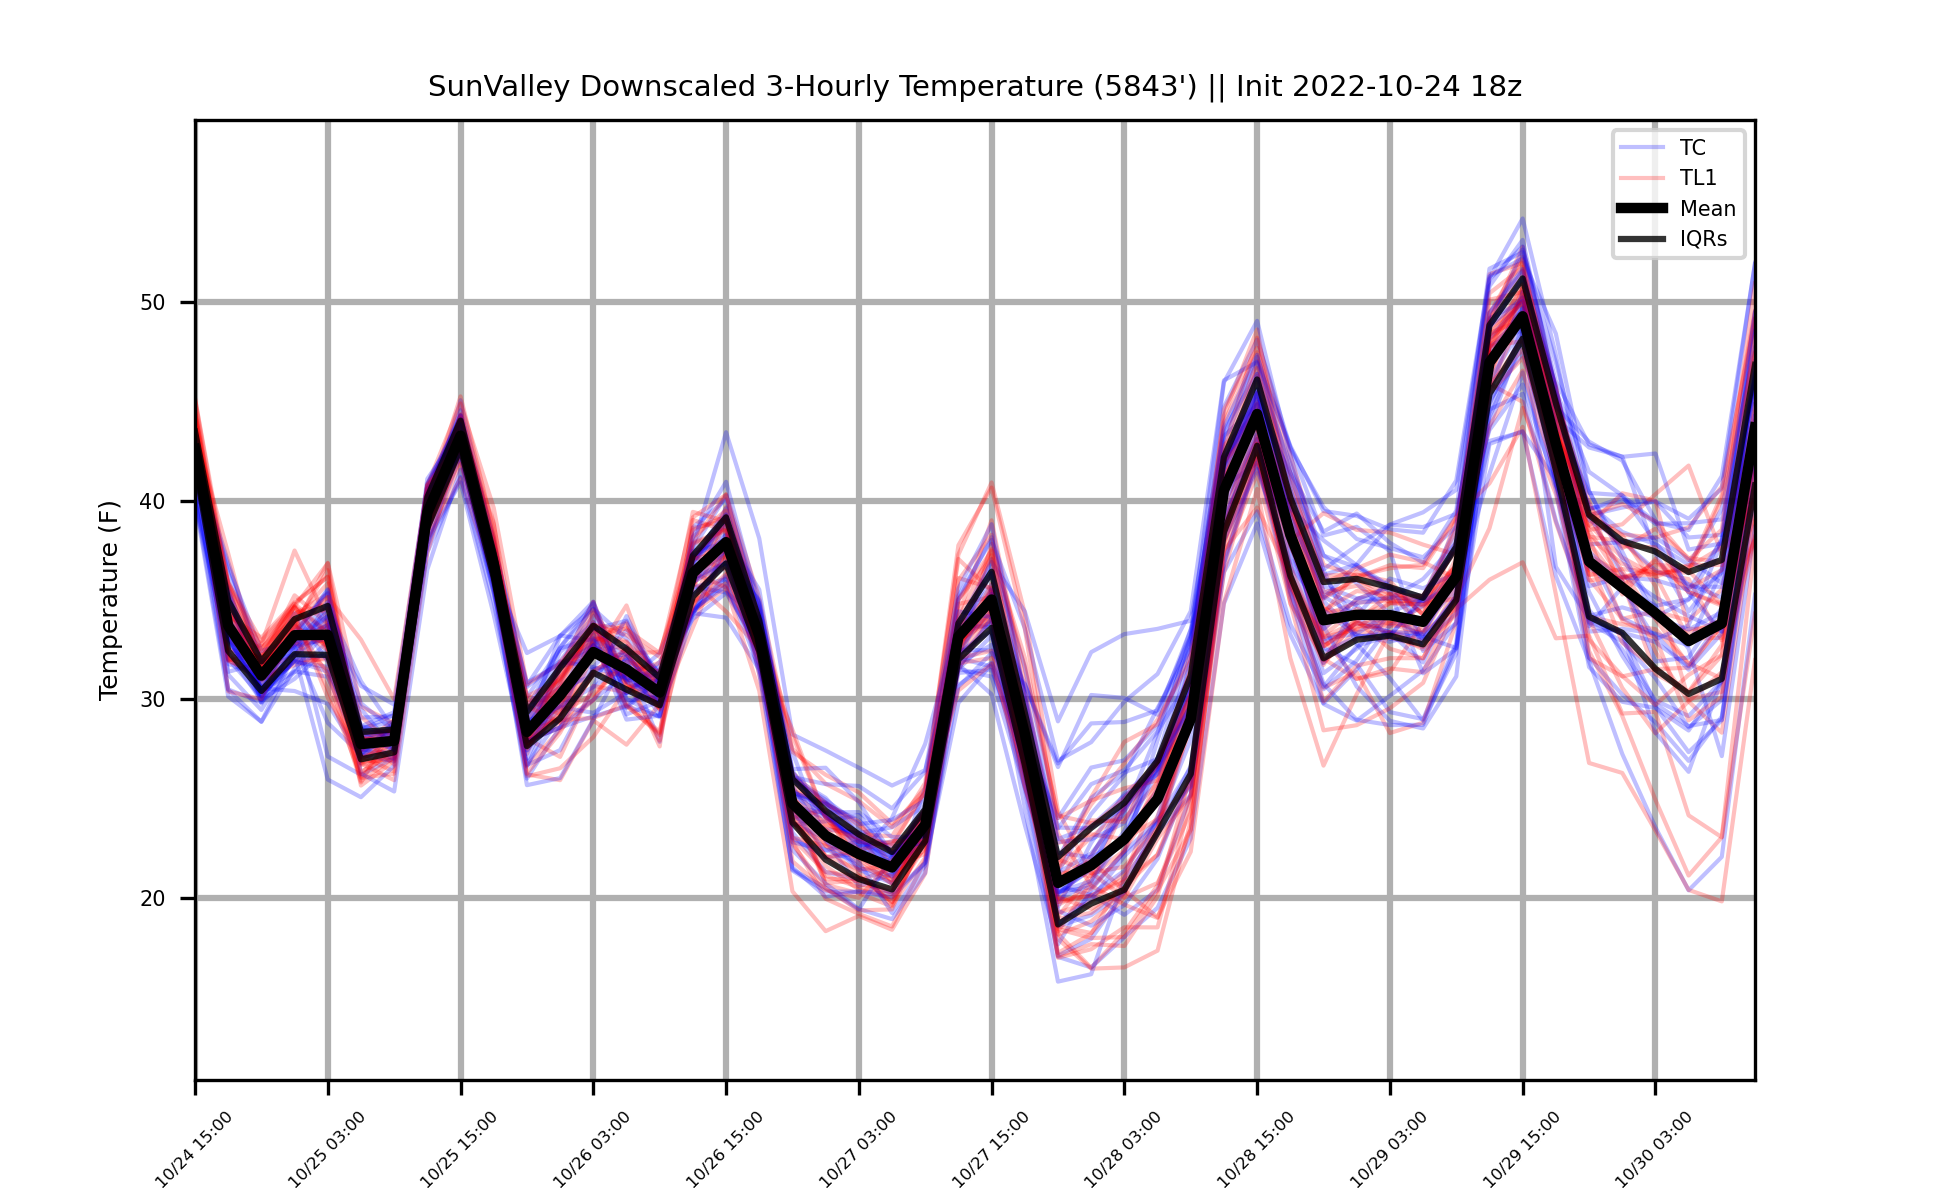 SunValley Downscaled 3-Hourly Temperature (5843') || Init 2022-10-24 18z
TC
TL1
Mean
IQRs
Temperature (F)
50
40
30
20
10/24 15:00
10/25 03:00
10/25 15:00
10/26 03:00
10/26 15:00
10/27 03:00
10/27 15:00
10/28 03:00
10/28 15:00
10/29 03:00
10/29 15:00
10/30 03:00